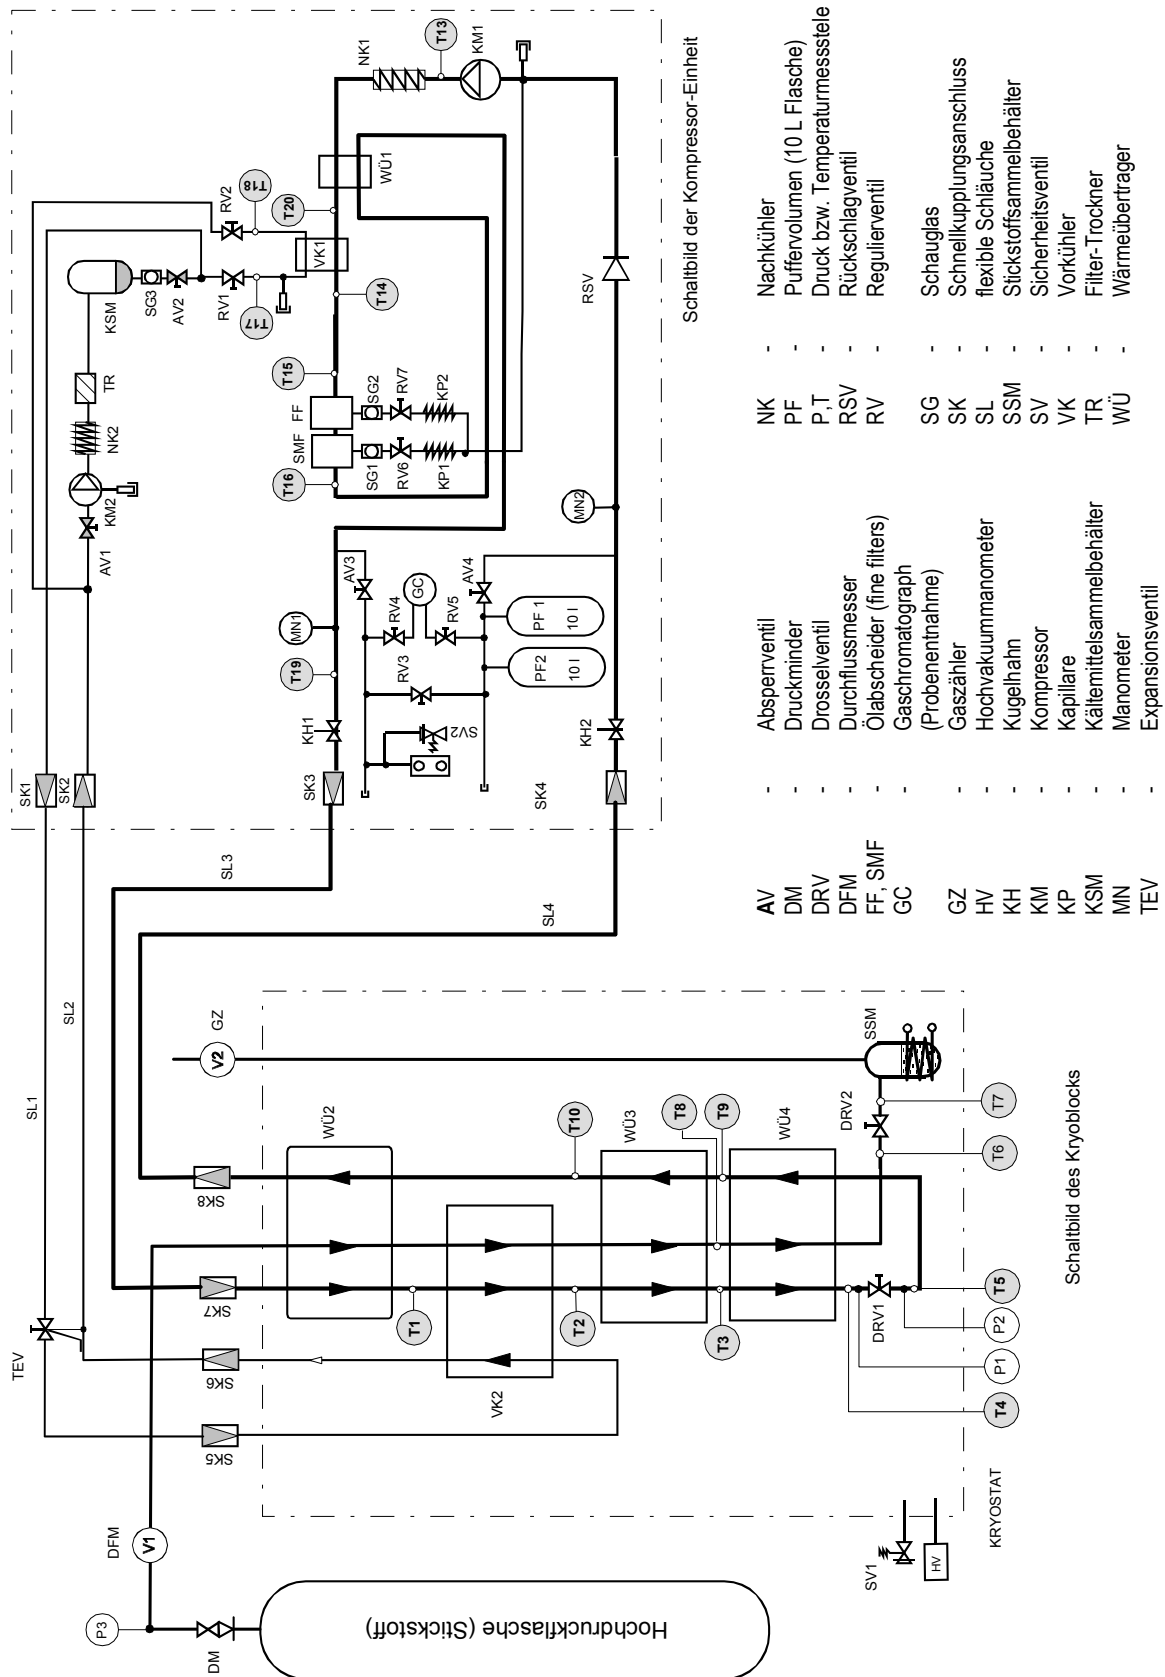 Schaltbild der Kompressor-Einheit
NK1
T13
KM1
WÜ1
T20
T18
RV2
VK1
T14
RSV
KSM
SG3
AV2
RV1
T17
TR
NK2
KM2
AV1
T15
FF
SG2
RV7
KP2
SMF
SG1
RV6
KP1
T16
MN2
MN1
T19
KH1
SK3
AV3
GC
RV4
RV5
AV4
RV3
PF 1
10 l
PF2
10 l
SV2
KH2
SK4
SK1
SK2
SL3
SL4
SL1
SL2
GZ
V2
SSM
WÜ2
T10
WÜ3
T8
T9
WÜ4
DRV2
T7
T6
SK8
SK7
T1
T2
T3
DRV1
T5
P2
P1
T4
TEV
SK6
SK5
VK2
DFM
V1
P3
DM
Hochdruckflasche (Stickstoff)
SV1
HV
KRYOSTAT
Schaltbild des Kryoblocks
AV - Absperrventil
DM - Druckminder
DRV - Drosselventil
DFM - Durchflussmesser
FF, SMF - Ölabscheider (fine filters)
GC - Gaschromatograph
(Probenentnahme)
GZ - Gaszähler
HV - Hochvakuummanometer
KH - Kugelhahn
KM - Kompressor
KP - Kapillare
KSM - Kältemittelsammelbehälter
MN - Manometer
TEV - Expansionsventil
NK - Nachkühler
PF - Puffervolumen (10 L Flasche)
P,T - Druck bzw. Temperaturmessstele
RSV - Rückschlagventil
RV - Regulierventil
SG - Schauglas
SK - Schnellkupplungsanschluss
SL - flexible Schläuche
SSM - Stickstoffsammelbehälter
SV - Sicherheitsventil
VK - Vorkühler
TR - Filter-Trockner
WÜ - Wärmeübertrager